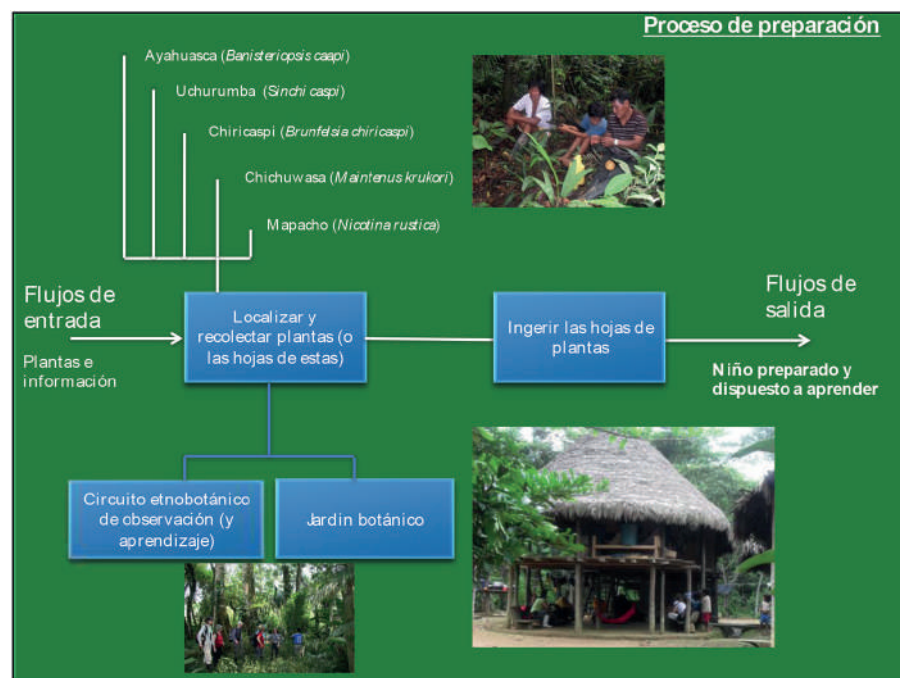 Proceso de preparación
Ayahuasca (Banisteriopsis caapi)
Uchurumba (Sinchi caspi)
Chiricaspi (Brunfelsia chiricaspi)
Chichuwasa (Maintenus krukori)
Mapacho (Nicotina rustica)
Flujos de
entrada
Plantas e
información
Localizar y
recolectar plantas (o
las hojas de estas)
Ingerir las hojas de
plantas
Flujos de
salida
Niño preparado y
dispuesto a aprender
Circuito etnobotánico
de observación (y
aprendizaje)
Jardin botánico